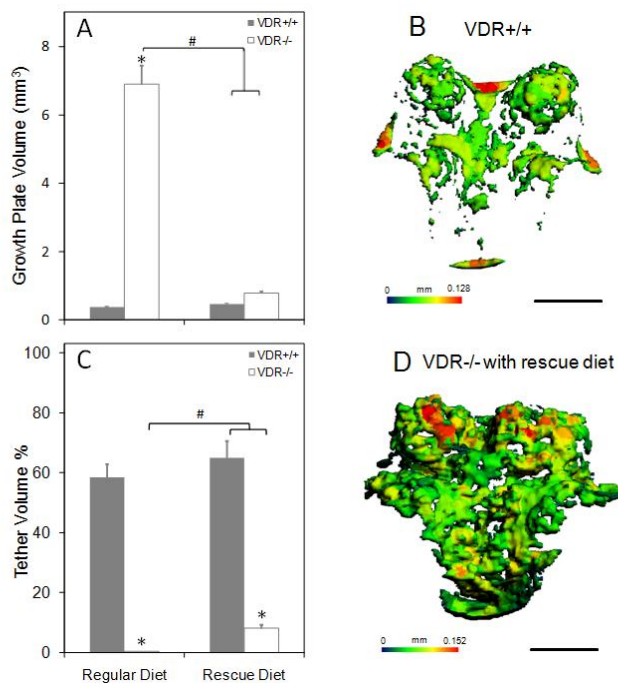 A
VDR+/+
VDR-/-
#
*
8
6
4
2
0
Growth Plate Volume (mm³)
B VDR+/+
0 mm 0.128
C
VDR+/+
VDR-/-
#
*
*
100
80
60
40
20
0
Tether Volume %
Regular Diet Rescue Diet
D VDR-/- with rescue diet
0 mm 0.152